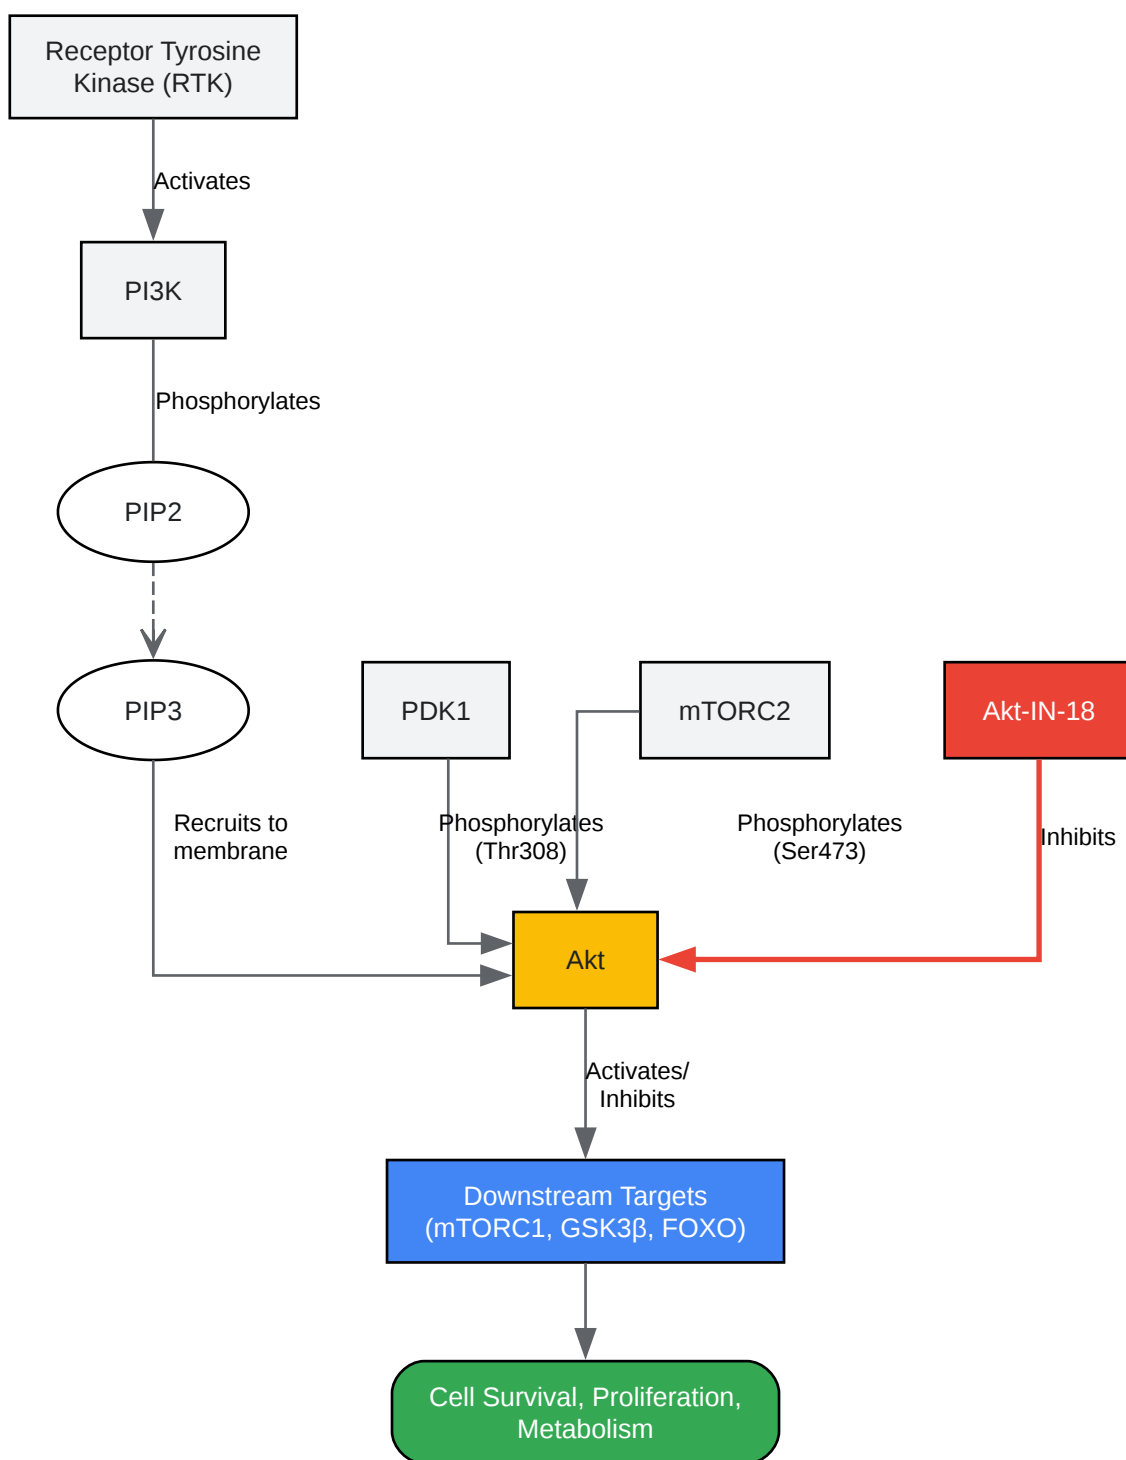 Receptor Tyrosine
Kinase (RTK)
Activates
PI3K
Phosphorylates
PIP2
PIP3
PDK1
mTORC2
Akt-IN-18
Recruits to
membrane
Phosphorylates
(Thr308)
Phosphorylates
(Ser473)
Inhibits
Akt
Activates/
Inhibits
Downstream Targets
(mTORC1, GSK3β, FOXO)
Cell Survival, Proliferation,
Metabolism